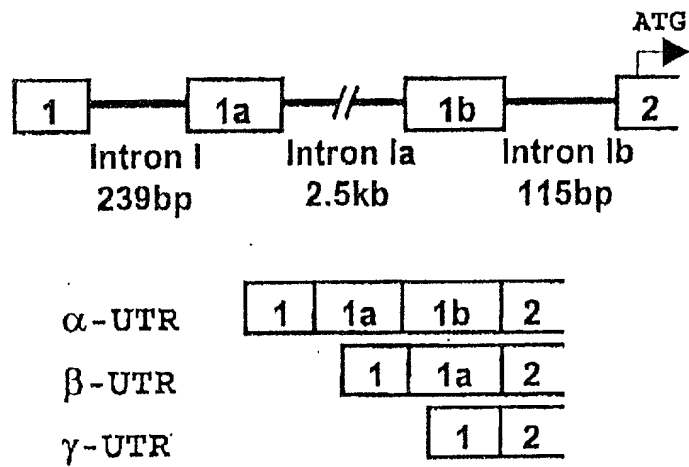 ATG
1 1a 1b 2
Intron I Intron Ia Intron Ib
239bp 2.5kb 115bp
α-UTR 1 1a 1b 2
β-UTR 1 1a 2
γ-UTR 1 2